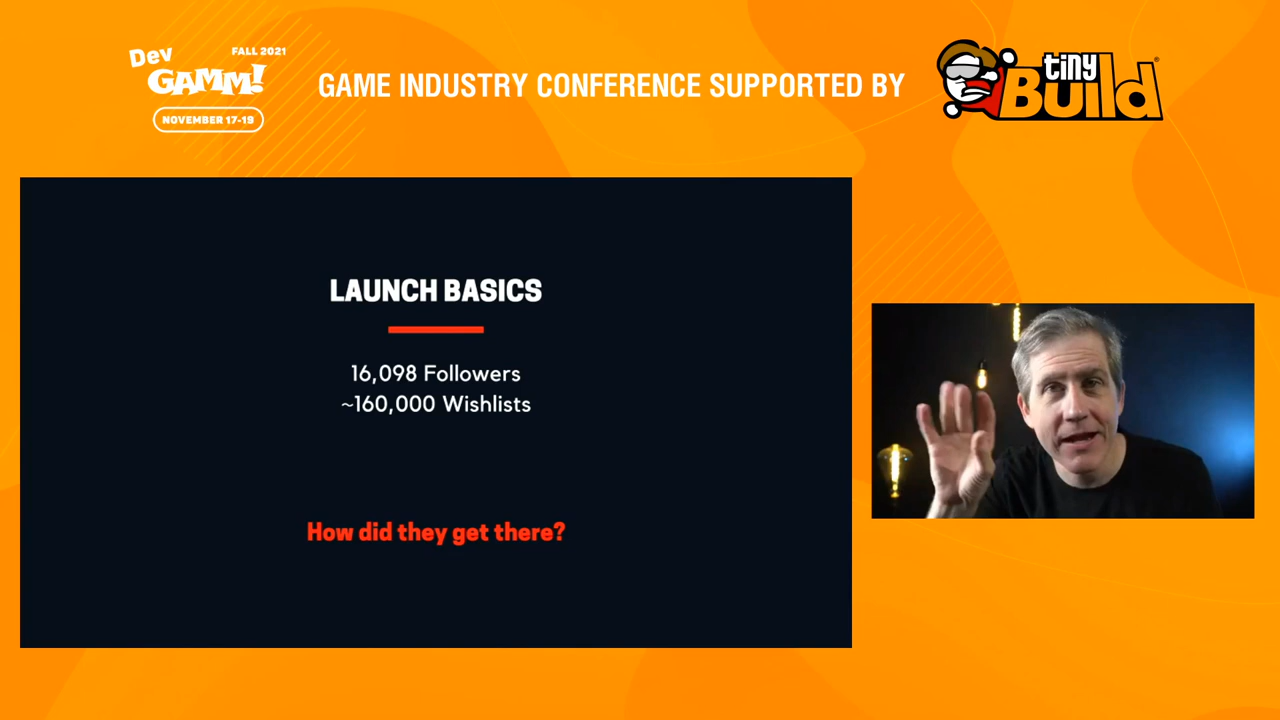 Dev
GAMM!
FALL 2021
NOVEMBER 17-19
GAME INDUSTRY CONFERENCE SUPPORTED BY
tiny
Build
LAUNCH BASICS
16,098 Followers
~160,000 Wishlists
How did they get there?